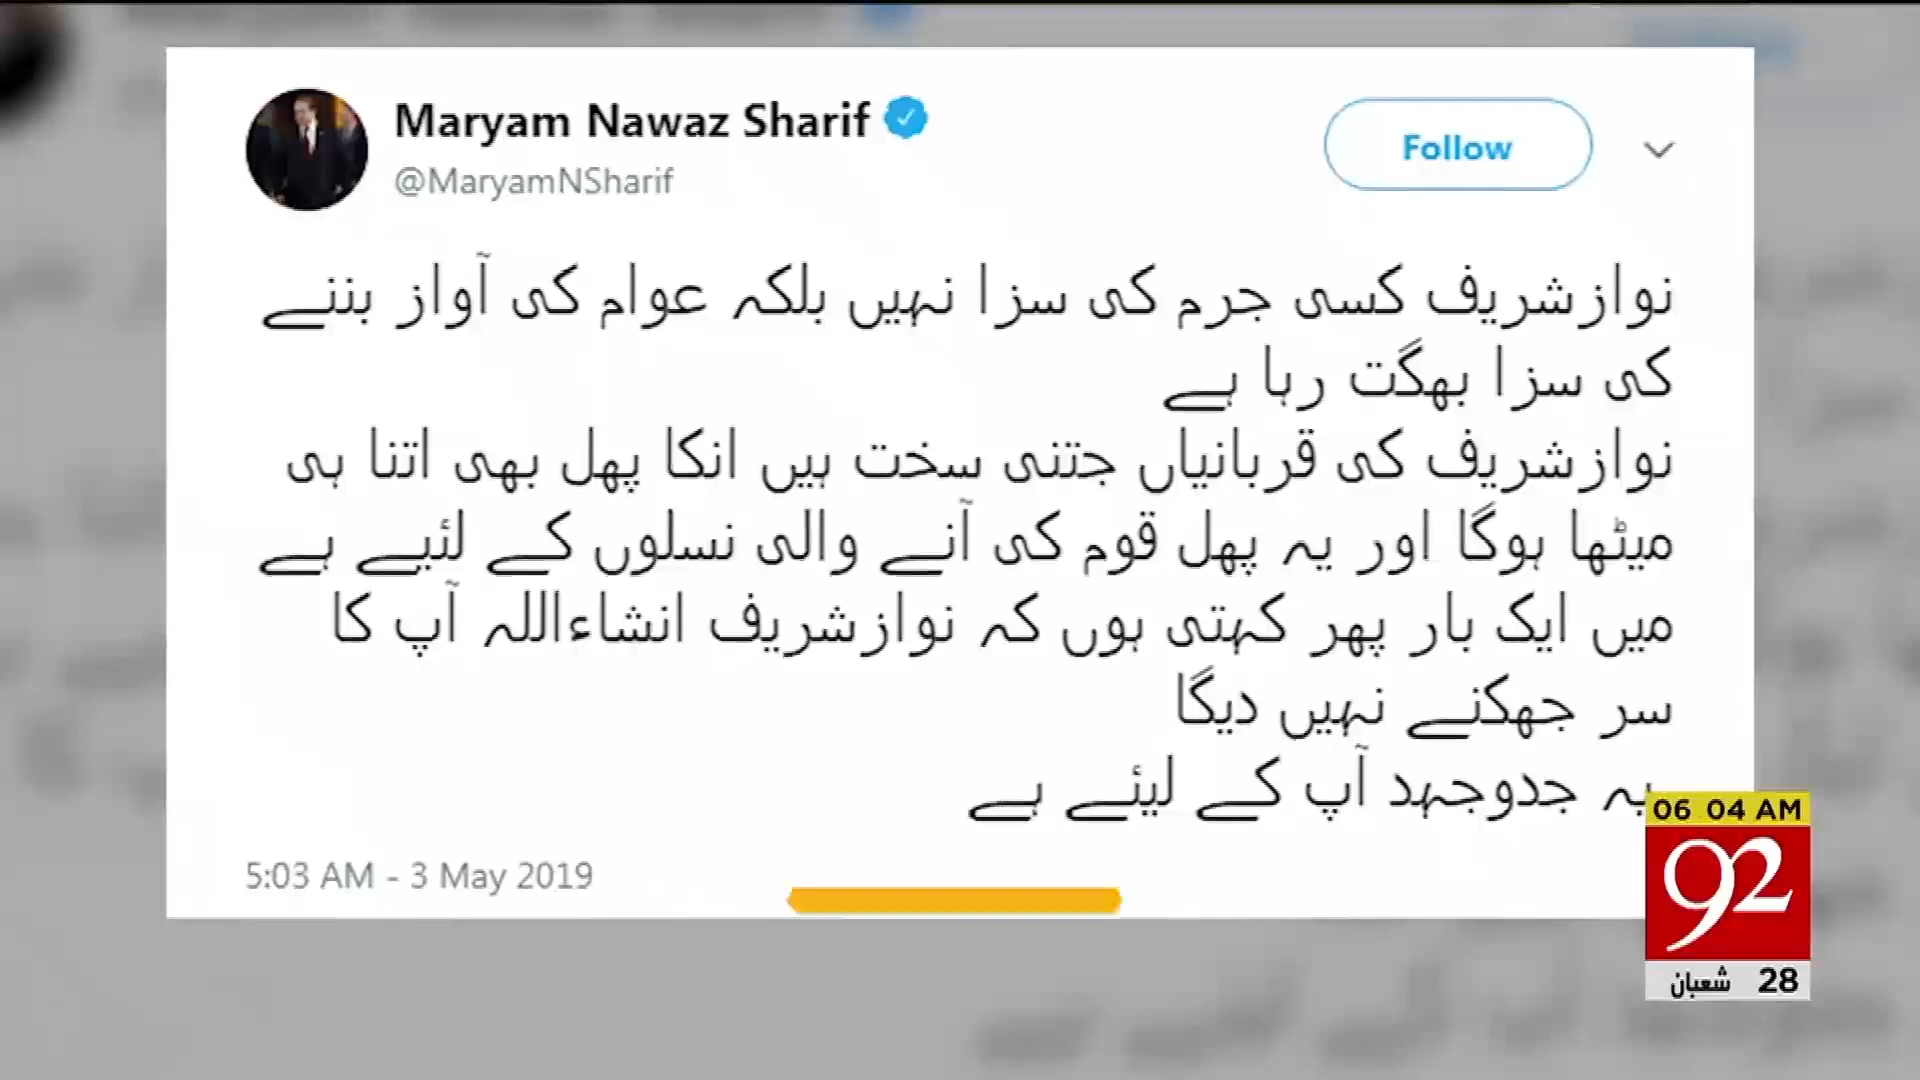 Maryam Nawaz Sharif
@MaryamNSharif
Follow
نوازشریف کسی جرم کی سزا نہیں بلکہ عوام کی آواز بننے
کی سزا بھگت رہا ہے
نوازشریف کی قربانیاں جتنی سخت ہیں انکا پھل بھی اتنا ہی
میٹھا ہوگا اور یہ پھل قوم کی آنے والی نسلوں کے لئیے ہے
میں ایک بار پھر کہتی ہوں کہ نوازشریف انشاءاللہ آپ کا
سر جھکنے نہیں دیگا
یہ جدوجہد آپ کے لیئے ہے
5:03 AM - 3 May 2019
06 04 AM
92
28 شعبان